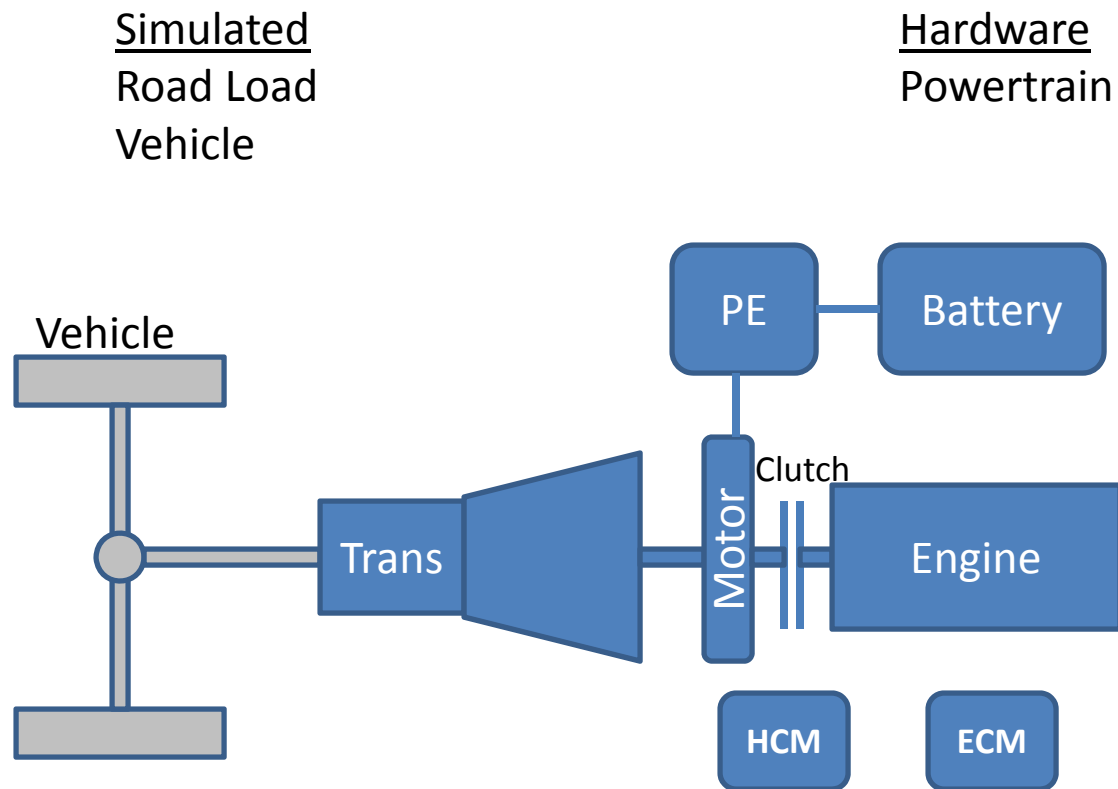 Simulated
Road Load
Vehicle
Hardware
Powertrain
PE
Battery
Vehicle
Clutch
Trans
Motor
Engine
HCM
ECM